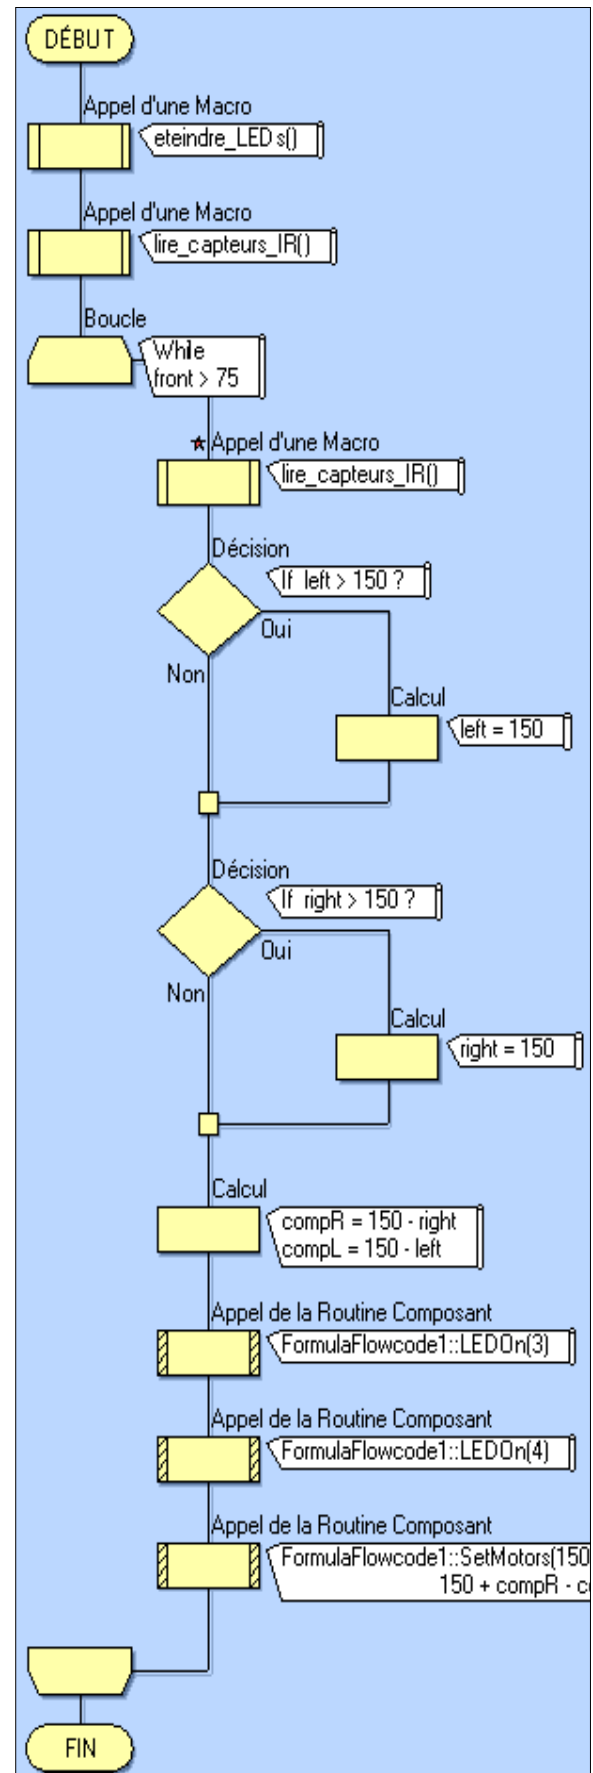 DÉBUT
Appel d'une Macro
eteindre_LEDs()
Appel d'une Macro
lire_capteurs_IR()
Boucle
While
front > 75
Appel d'une Macro
lire_capteurs_IR()
Décision
If left > 150 ?
Oui
Non
Calcul
left = 150
Décision
If right > 150 ?
Oui
Non
Calcul
right = 150
Calcul
compR = 150 - right
compL = 150 - left
Appel de la Routine Composant
FormulaFlowcode1::LEDOn(3)
Appel de la Routine Composant
FormulaFlowcode1::LEDOn(4)
Appel de la Routine Composant
FormulaFlowcode1::SetMotors(150
150 + compR -
FIN